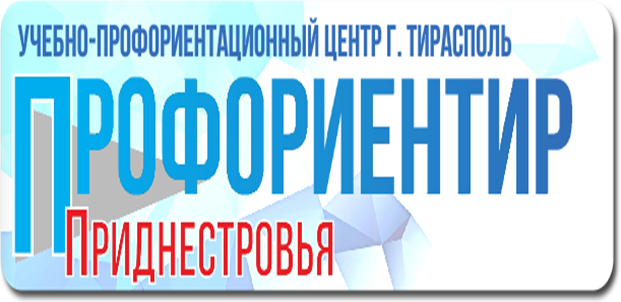 УЧЕБНО-ПРОФОРИЕНТАЦИОННЫЙ ЦЕНТР Г. ТИРАСПОЛЬ
ПРОФОРИЕНТИР
ПРИДНЕСТРОВЬЯ